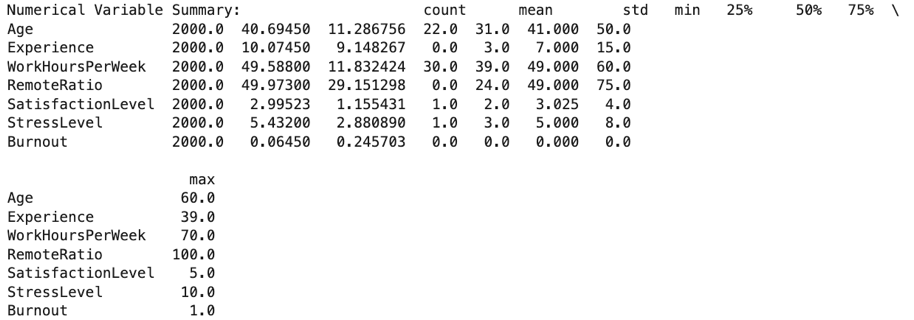 Numerical Variable Summary:                     count      mean        std   min   25%     50%   75%  \
Age                2000.0  40.69450  11.286756  22.0  31.0  41.000  50.0
Experience         2000.0  10.07450   9.148267   0.0   3.0   7.000  15.0
WorkHoursPerWeek   2000.0  49.58800  11.832424  30.0  39.0  49.000  60.0
RemoteRatio        2000.0  49.97300  29.151298   0.0  24.0  49.000  75.0
SatisfactionLevel  2000.0   2.99523   1.155431   1.0   2.0   3.025   4.0
StressLevel        2000.0   5.43200   2.880890   1.0   3.0   5.000   8.0
Burnout            2000.0   0.06450   0.245703   0.0   0.0   0.000   0.0
max
Age                 60.0
Experience          39.0
WorkHoursPerWeek    70.0
RemoteRatio        100.0
SatisfactionLevel    5.0
StressLevel         10.0
Burnout              1.0